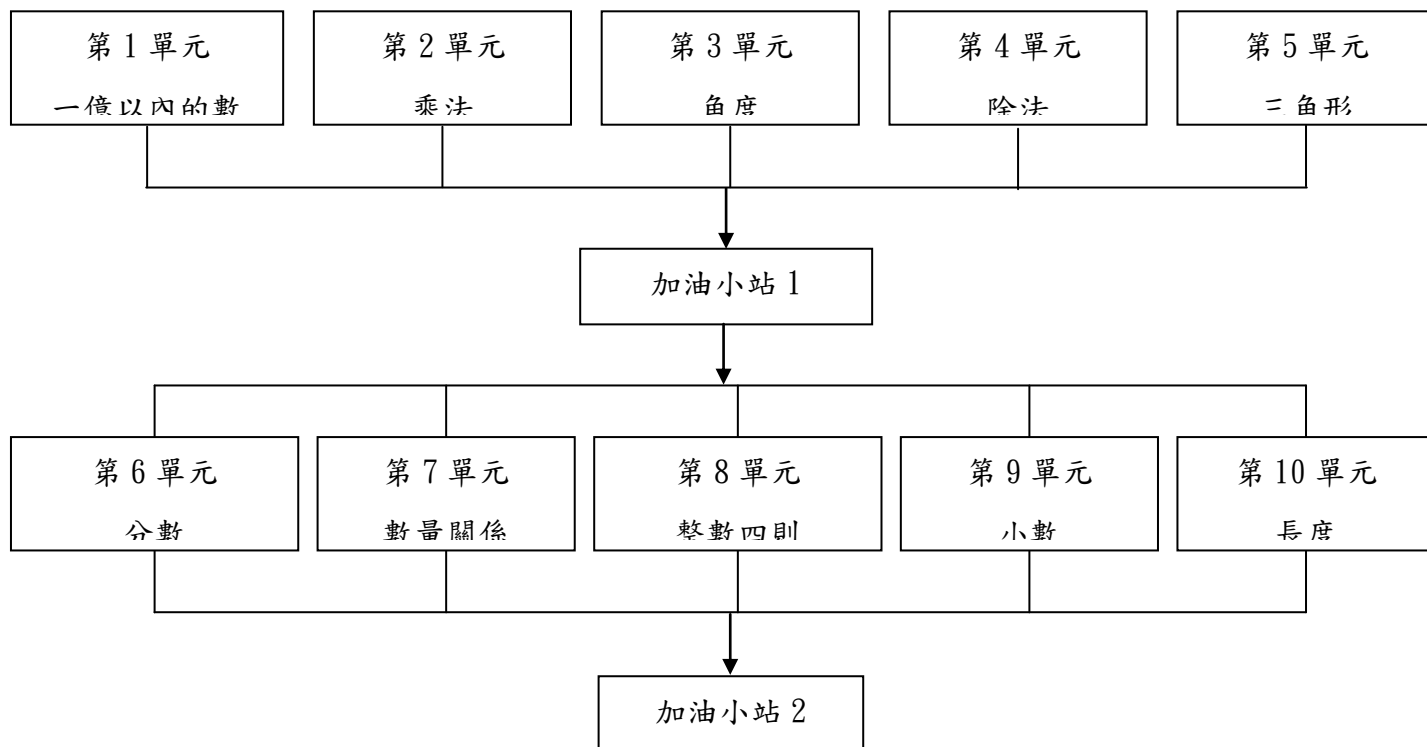 第 1 單元
一億以內的數
第 2 單元
乘法
第 3 單元
角度
第 4 單元
除法
第 5 單元
三角形
加油小站 1
第 6 單元
分數
第 7 單元
數量關係
第 8 單元
整數四則
第 9 單元
小數
第 10 單元
長度
加油小站 2